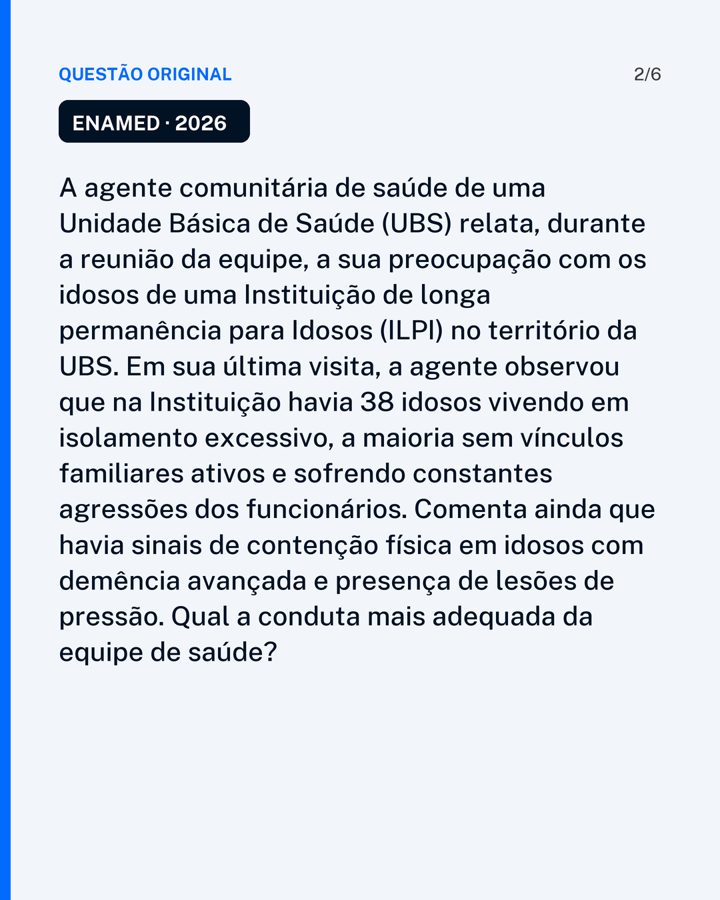 QUESTÃO ORIGINAL
2/6
ENAMED · 2026
A agente comunitária de saúde de uma
Unidade Básica de Saúde (UBS) relata, durante
a reunião da equipe, a sua preocupação com os
idosos de uma Instituição de longa
permanência para Idosos (ILPI) no território da
UBS. Em sua última visita, a agente observou
que na Instituição havia 38 idosos vivendo em
isolamento excessivo, a maioria sem vínculos
familiares ativos e sofrendo constantes
agressões dos funcionários. Comenta ainda que
havia sinais de contenção física em idosos com
demência avançada e presença de lesões de
pressão. Qual a conduta mais adequada da
equipe de saúde?